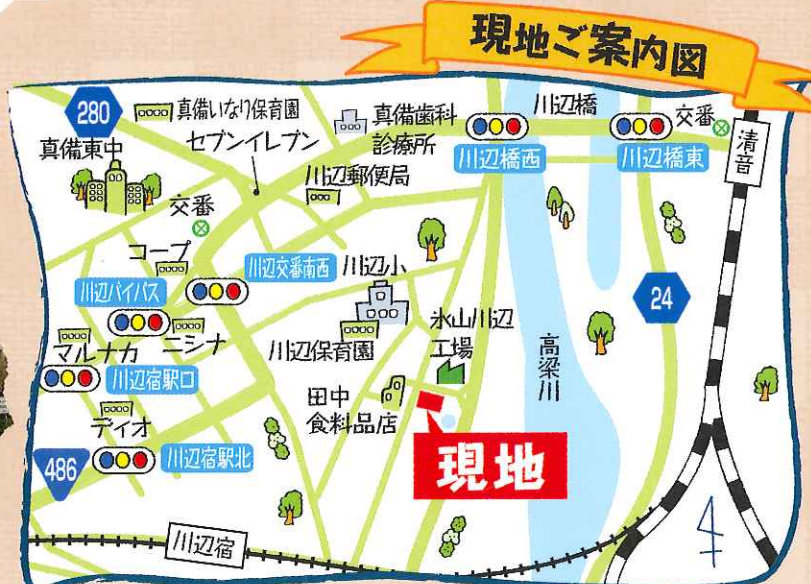 現地ご案内図
280
真備いなり保育園
真備歯科
診療所
川辺橋
交番
清音
真備東中
セブンイレブン
川辺橋西
川辺橋東
川辺郵便局
交番
コープ
川辺交番南西
川辺小
川辺バイパス
24
マルナカ
ニシナ
川辺保育園
氷山川辺
工場
高梁川
川辺宿駅口
田中
食料品店
ディオ
現地
486
川辺宿駅北
川辺宿
4